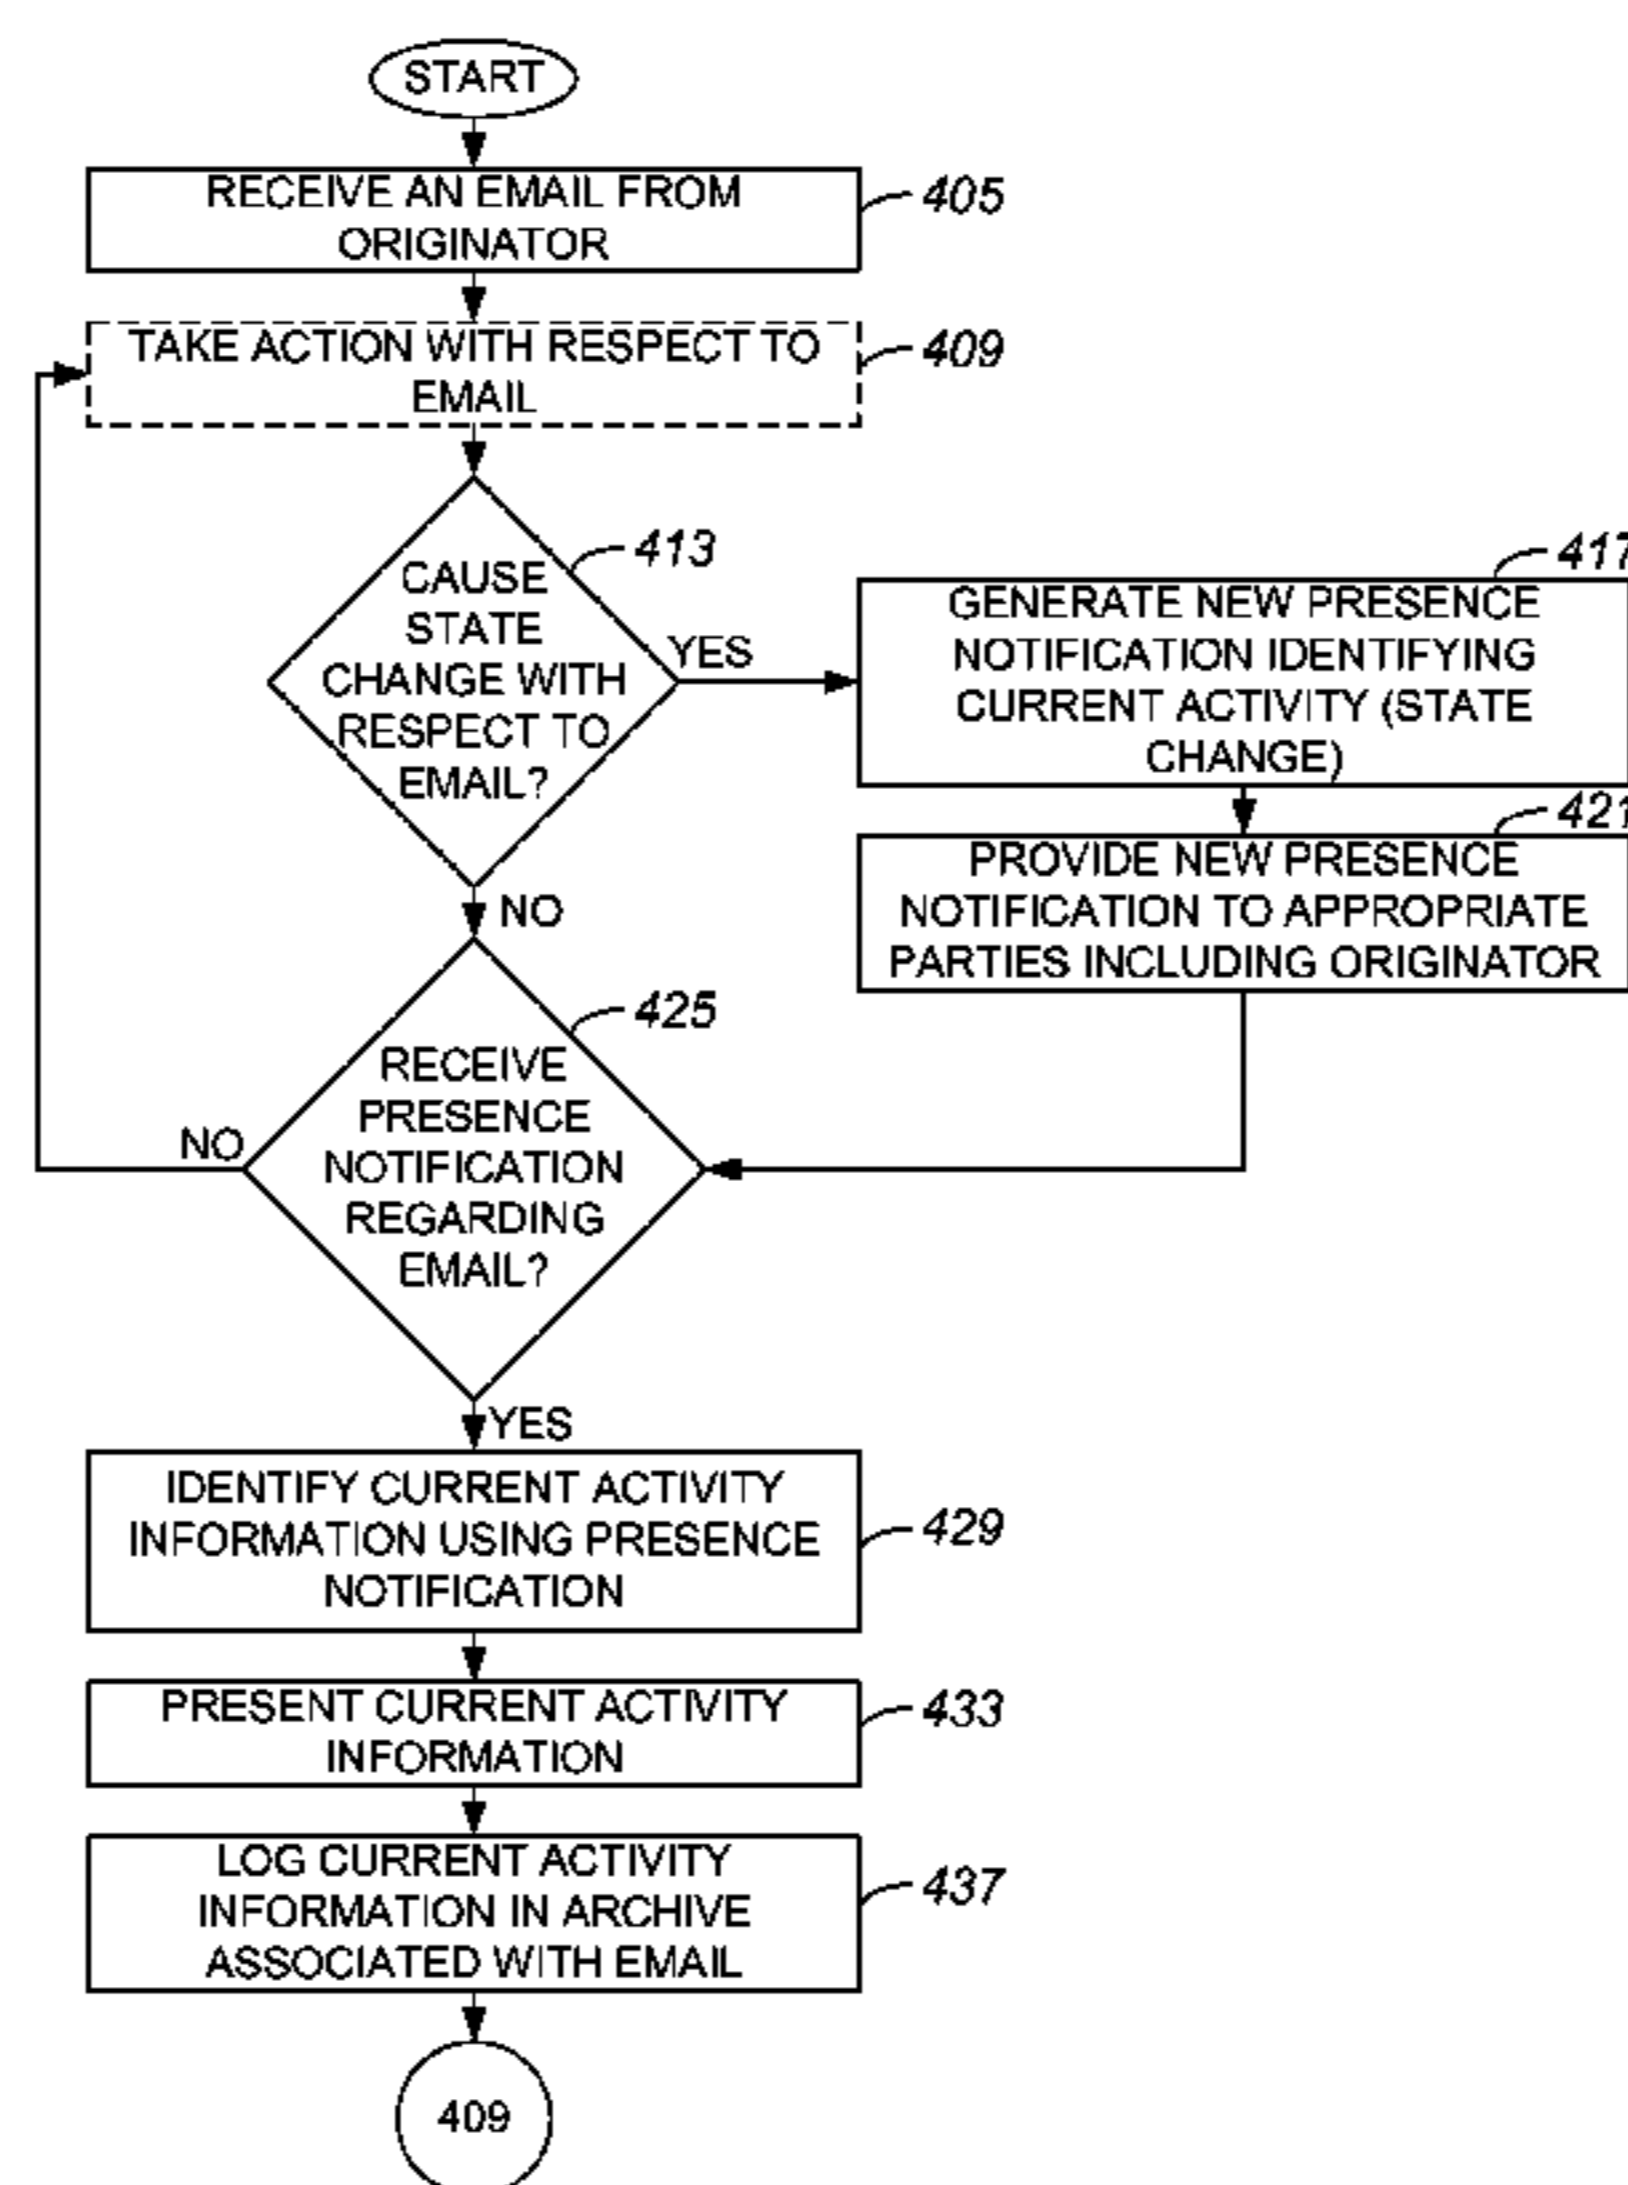 START
RECEIVE AN EMAIL FROM
ORIGINATOR
405
TAKE ACTION WITH RESPECT TO
EMAIL
409
CAUSE
STATE
CHANGE WITH
RESPECT TO
EMAIL?
413
YES
GENERATE NEW PRESENCE
NOTIFICATION IDENTIFYING
CURRENT ACTIVITY (STATE
CHANGE)
417
PROVIDE NEW PRESENCE
NOTIFICATION TO APPROPRIATE
PARTIES INCLUDING ORIGINATOR
421
NO
RECEIVE
PRESENCE
NOTIFICATION
REGARDING
EMAIL?
425
NO
YES
IDENTIFY CURRENT ACTIVITY
INFORMATION USING PRESENCE
NOTIFICATION
429
PRESENT CURRENT ACTIVITY
INFORMATION
433
LOG CURRENT ACTIVITY
INFORMATION IN ARCHIVE
ASSOCIATED WITH EMAIL
437
409